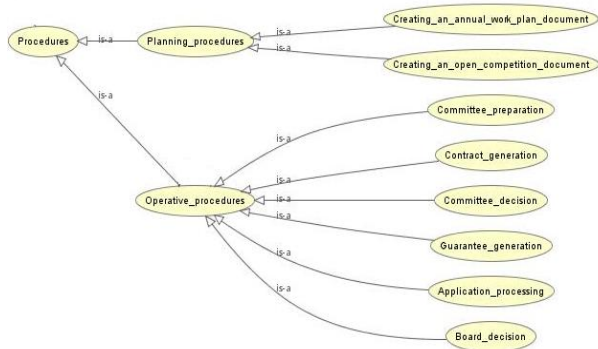 Creating_an_annual_work_plan_document
Procedures
is-a
Planning_procedures
is-a
is-a
Creating_an_open_competition_document
is-a
Committee_preparation
is-a
Contract_generation
is-a
Operative_procedures
is-a
Committee_decision
is-a
Guarantee_generation
is-a
Application_processing
is-a
Board_decision